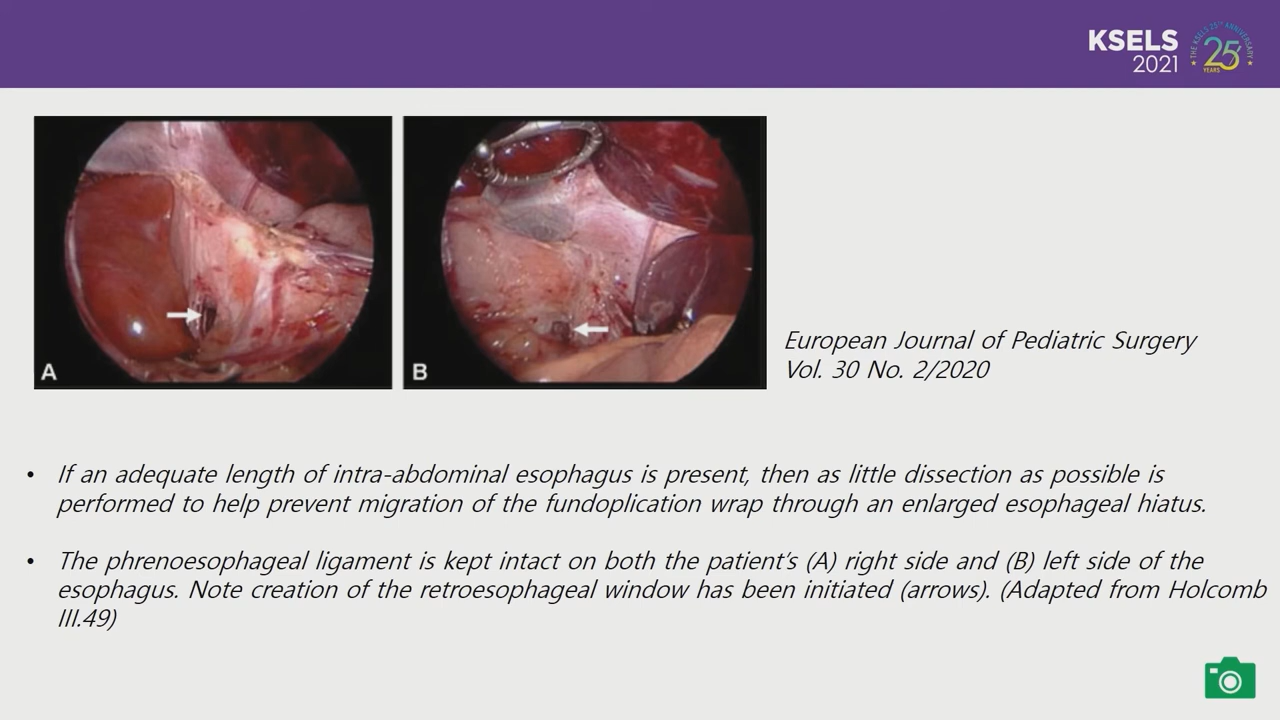 KSELS
2021
THE KSELS 25TH ANNIVERSARY
25
YEARS
A
B
European Journal of Pediatric Surgery
Vol. 30 No. 2/2020
• If an adequate length of intra-abdominal esophagus is present, then as little dissection as possible is
performed to help prevent migration of the fundoplication wrap through an enlarged esophageal hiatus.
• The phrenoesophageal ligament is kept intact on both the patient's (A) right side and (B) left side of the
esophagus. Note creation of the retroesophageal window has been initiated (arrows). (Adapted from Holcomb
III.49)